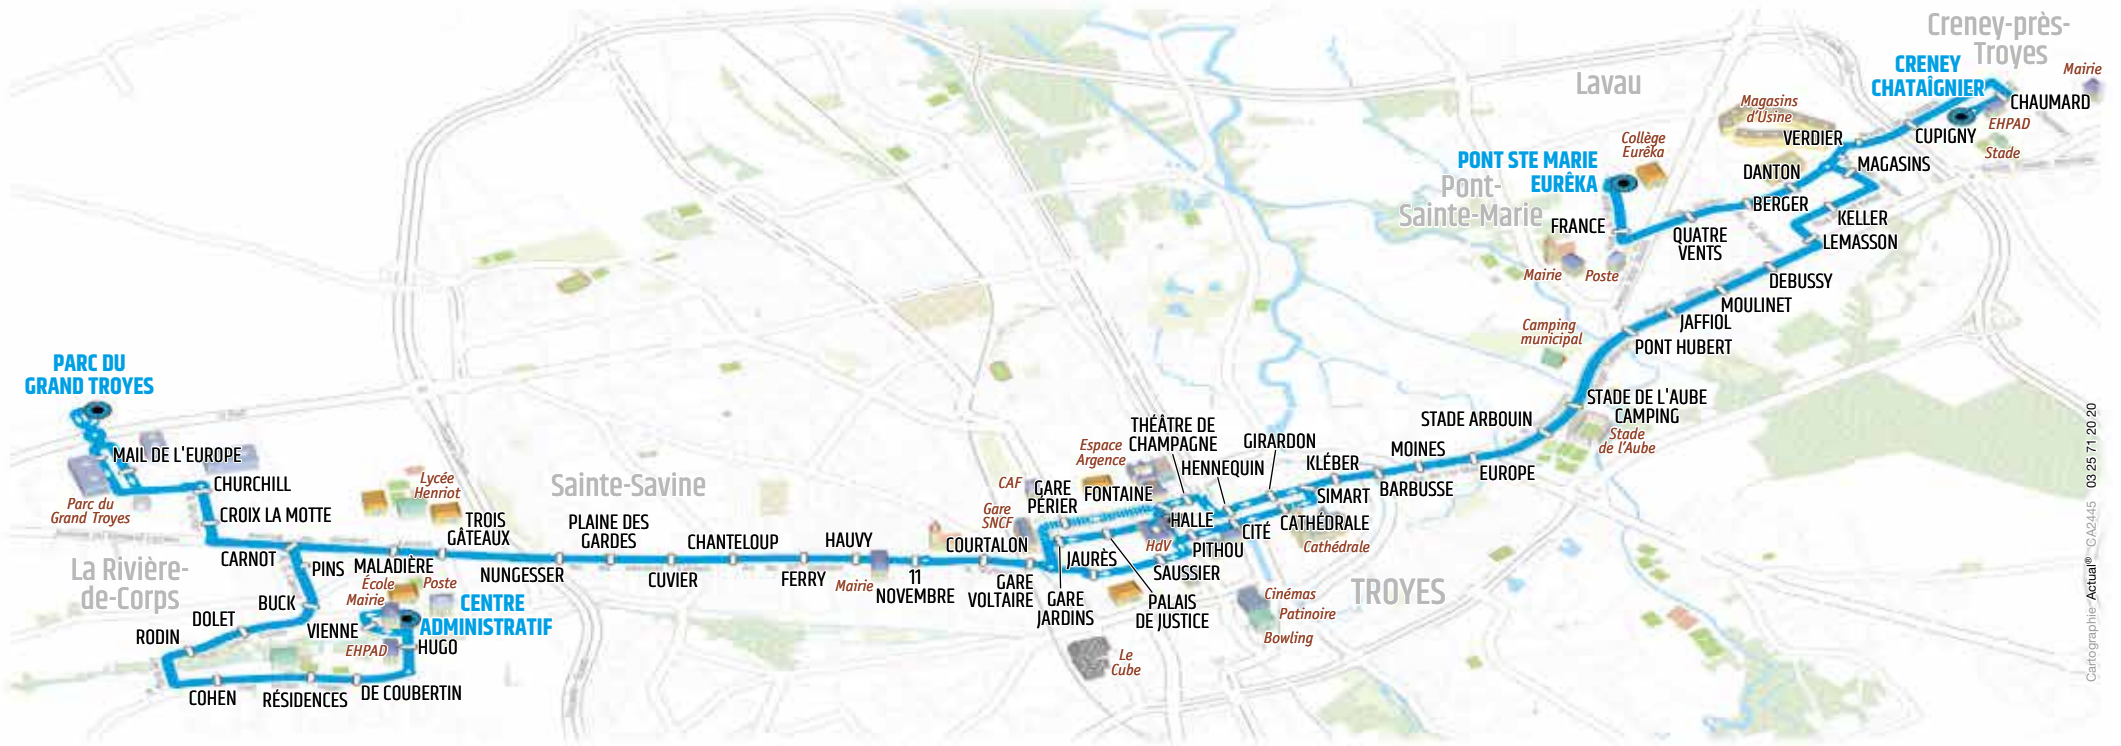 Creney-près-
Troyes
CRENEY
CHATAÎGNIER
Mairie
CHAUMARD
EHPAD
CUPIGNY
Stade
Lavau
Magasins
d'Usine
VERDIER
MAGASINS
DANTON
BERGER
KELLER
LEMASSON
Collège
Eurêka
PONT STE MARIE
EURÊKA
Pont-
Sainte-Marie
FRANCE
QUATRE
VENTS
Mairie
Poste
DEBUSSY
MOULINET
JAFFIOL
PONT HUBERT
Camping
municipal
STADE DE L'AUBE
CAMPING
Stade
de l'Aube
STADE ARBOUIN
EUROPE
MOINES
BARBUSSE
KLÉBER
SIMART
GIRARDON
CATHÉDRALE
Cathédrale
CITÉ
HENNEQUIN
THÉÂTRE DE
CHAMPAGNE
Espace
Argence
HALLE
HdV
PITHOU
SAUSSIER
FONTAINE
GARE
PÉRIER
CAF
Gare
SNCF
JAURÈS
PALAIS
DE JUSTICE
GARE
JARDINS
GARE
VOLTAIRE
COURTALON
11
NOVEMBRE
Mairie
HAUVY
FERRY
CHANTELOUP
CUVIER
PLAINE DES
GARDES
NUNGESSER
Sainte-Savine
TROIS
GÂTEAUX
Lycée
Henriot
MALADIÈRE
TROYES
Cinémas
Patinoire
Bowling
Le
Cube
PARC DU
GRAND TROYES
MAIL DE L'EUROPE
Parc du
Grand Troyes
CHURCHILL
CROIX LA MOTTE
CARNOT
PINS
La Rivière-
de-Corps
BUCK
DOLET
RODIN
COHEN
RÉSIDENCES
DE COUBERTIN
HUGO
CENTRE
ADMINISTRATIF
VIENNE
École
Mairie
Poste
EHPAD
Cartographie Actual® CA2445 03 25 71 20 20